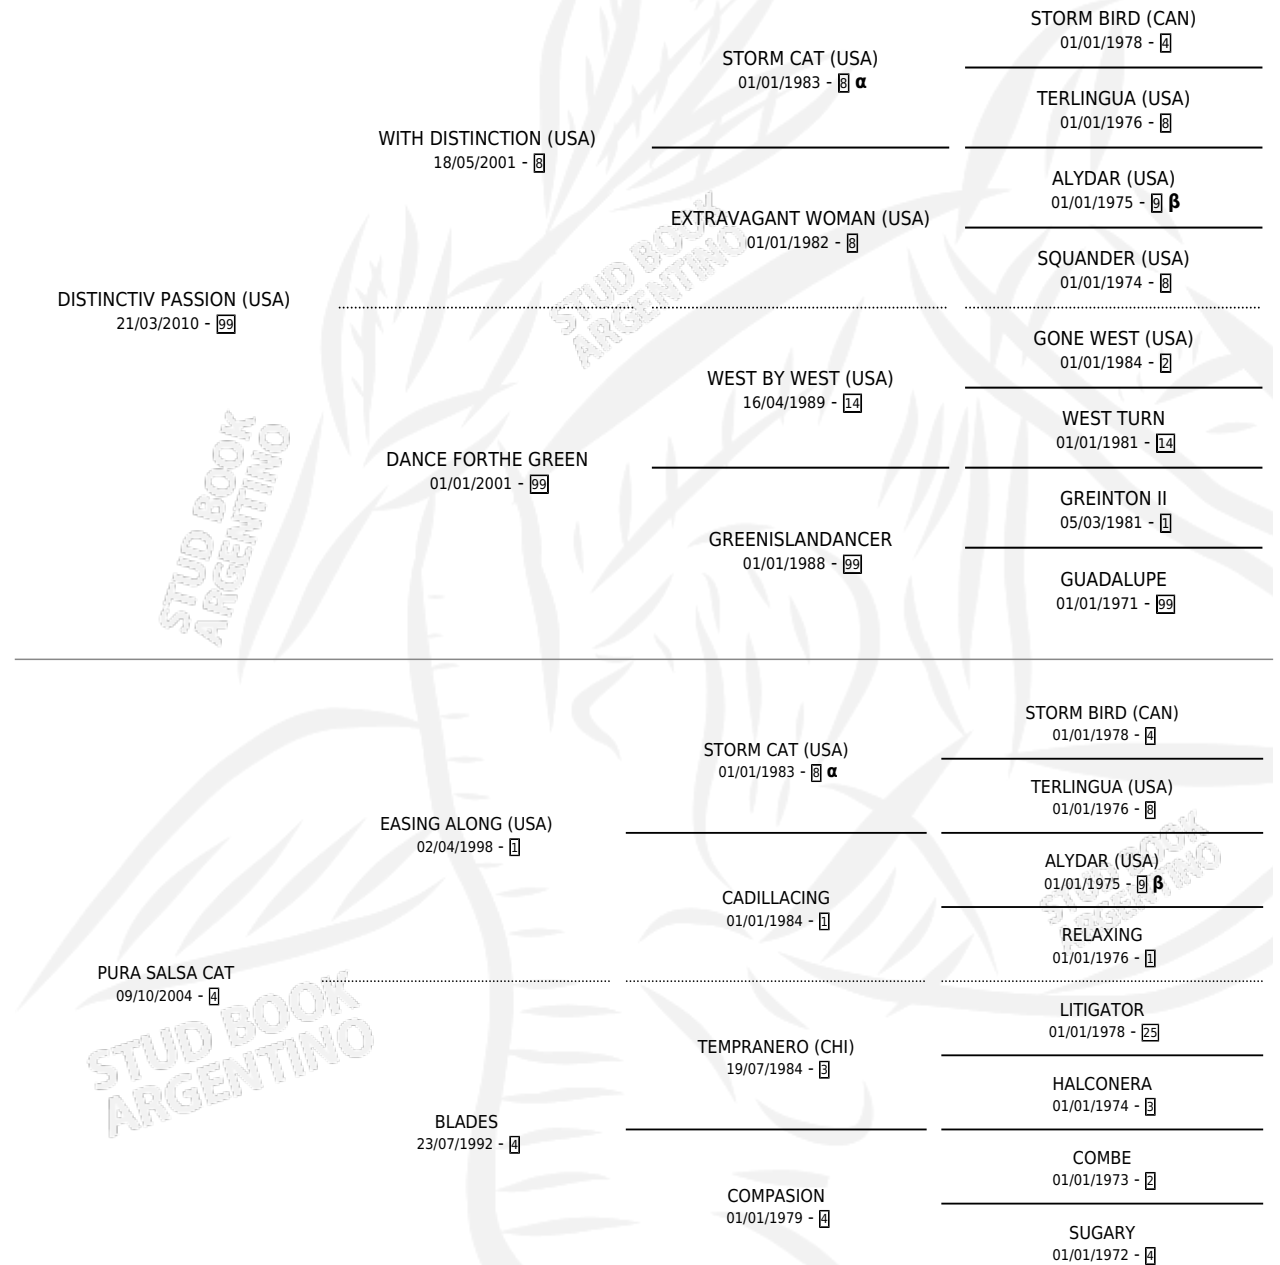 STORM BIRD (CAN)
01/01/1978 - 4
STORM CAT (USA)
01/01/1983 - 8 α
TERLINGUA (USA)
01/01/1976 - 8
WITH DISTINCTION (USA)
18/05/2001 - 8
ALYDAR (USA)
01/01/1975 - 9 β
EXTRAVAGANT WOMAN (USA)
01/01/1982 - 8
SQUANDER (USA)
01/01/1974 - 8
DISTINCTIV PASSION (USA)
21/03/2010 - 99
GONE WEST (USA)
01/01/1984 - 2
WEST BY WEST (USA)
16/04/1989 - 14
WEST TURN
01/01/1981 - 14
DANCE FORTHE GREEN
01/01/2001 - 99
GREINTON II
05/03/1981 - 1
GREENISLANDANCER
01/01/1988 - 99
GUADALUPE
01/01/1971 - 99
STORM BIRD (CAN)
01/01/1978 - 4
STORM CAT (USA)
01/01/1983 - 8 α
TERLINGUA (USA)
01/01/1976 - 8
EASING ALONG (USA)
02/04/1998 - 1
ALYDAR (USA)
01/01/1975 - 9 β
CADILLACING
01/01/1984 - 1
RELAXING
01/01/1976 - 1
PURA SALSA CAT
09/10/2004 - 4
LITIGATOR
01/01/1978 - 25
TEMPRANERO (CHI)
19/07/1984 - 3
HALCONERA
01/01/1974 - 3
BLADES
23/07/1992 - 4
COMBE
01/01/1973 - 2
COMPASION
01/01/1979 - 4
SUGARY
01/01/1972 - 4
STUD BOOK
ARGENTINO
STUD BOOK
ARGENTINO
STUD BOOK
ARGENTINO
STUD BOOK
ARGENTINO